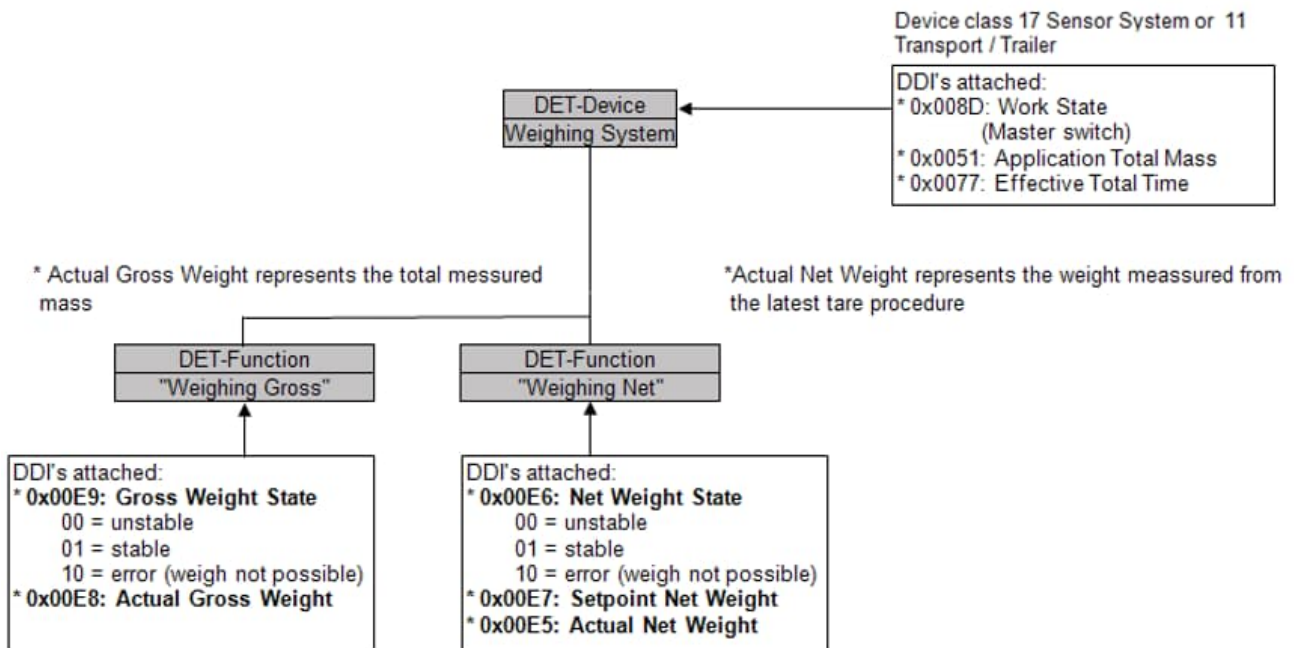 Device class 17 Sensor System or 11
Transport / Trailer
DDI's attached:
* 0x008D: Work State
(Master switch)
* 0x0051: Application Total Mass
* 0x0077: Effective Total Time
DET-Device
Weighing System
* Actual Gross Weight represents the total messured
mass
*Actual Net Weight represents the weight meassured from
the latest tare procedure
DET-Function
"Weighing Gross"
DET-Function
"Weighing Net"
DDI's attached:
* 0x00E9: Gross Weight State
00 = unstable
01 = stable
10 = error (weigh not possible)
* 0x00E8: Actual Gross Weight
DDI's attached:
* 0x00E6: Net Weight State
00 = unstable
01 = stable
10 = error (weigh not possible)
* 0x00E7: Setpoint Net Weight
* 0x00E5: Actual Net Weight